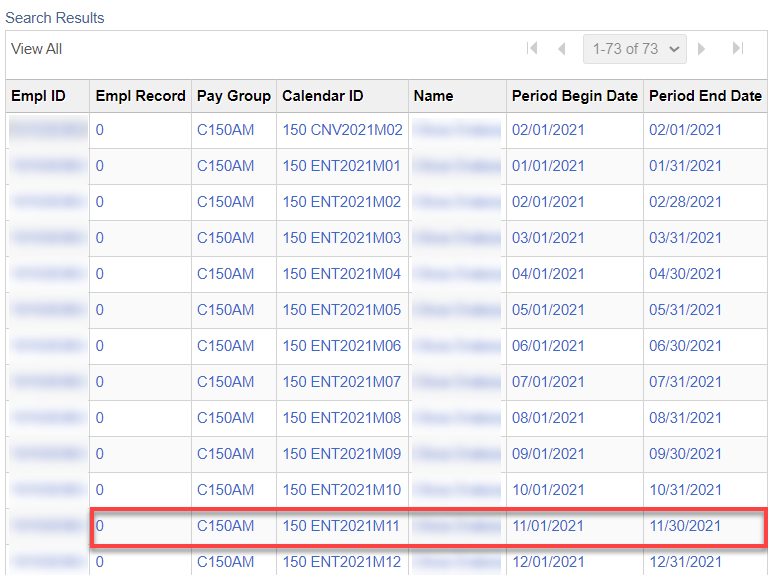 Search Results
View All 1-73 of 73
Empl ID Empl Record Pay Group Calendar ID Name Period Begin Date Period End Date
0 C150AM 150 CNV2021M02 02/01/2021 02/01/2021
0 C150AM 150 ENT2021M01 01/01/2021 01/31/2021
0 C150AM 150 ENT2021M02 02/01/2021 02/28/2021
0 C150AM 150 ENT2021M03 03/01/2021 03/31/2021
0 C150AM 150 ENT2021M04 04/01/2021 04/30/2021
0 C150AM 150 ENT2021M05 05/01/2021 05/31/2021
0 C150AM 150 ENT2021M06 06/01/2021 06/30/2021
0 C150AM 150 ENT2021M07 07/01/2021 07/31/2021
0 C150AM 150 ENT2021M08 08/01/2021 08/31/2021
0 C150AM 150 ENT2021M09 09/01/2021 09/30/2021
0 C150AM 150 ENT2021M10 10/01/2021 10/31/2021
0 C150AM 150 ENT2021M11 11/01/2021 11/30/2021
0 C150AM 150 ENT2021M12 12/01/2021 12/31/2021